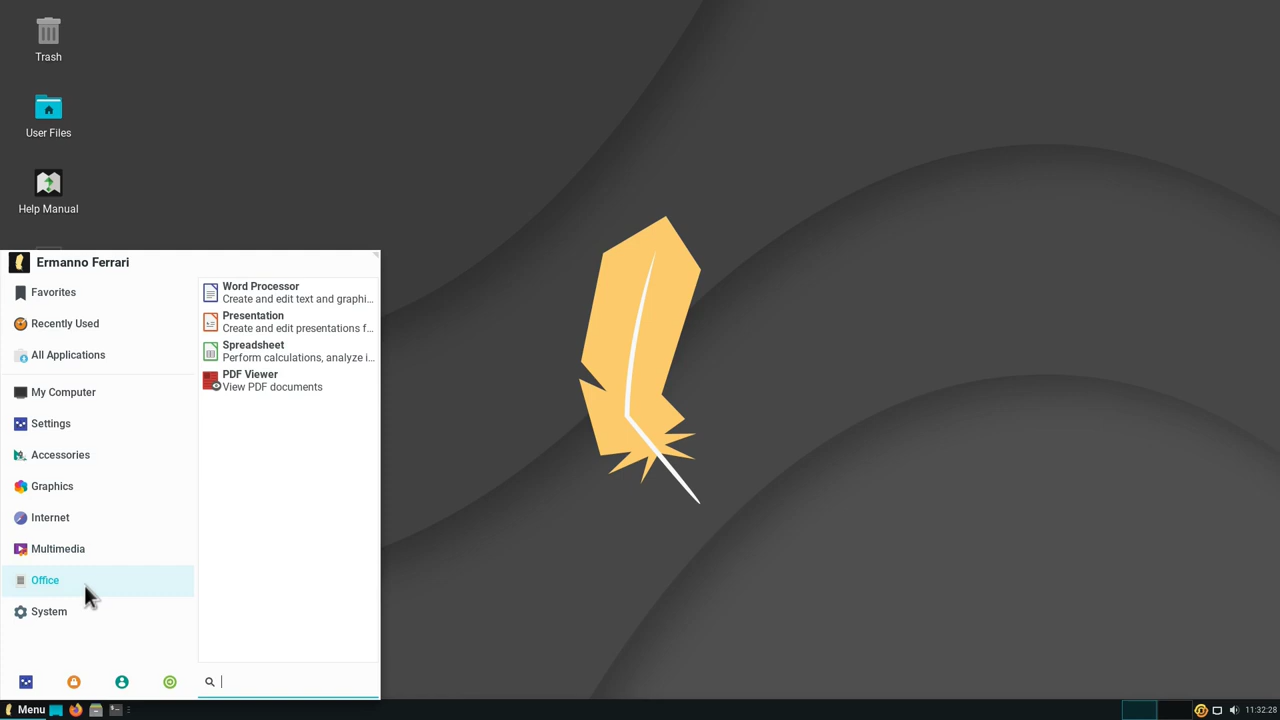 Trash
User Files
Help Manual
Ermanno Ferrari
Favorites
Recently Used
All Applications
My Computer
Settings
Accessories
Graphics
Internet
Multimedia
Office
System
Word Processor
Create and edit text and graphi...
Presentation
Create and edit presentations f...
Spreadsheet
Perform calculations, analyze i...
PDF Viewer
View PDF documents
Menu
11:32:28